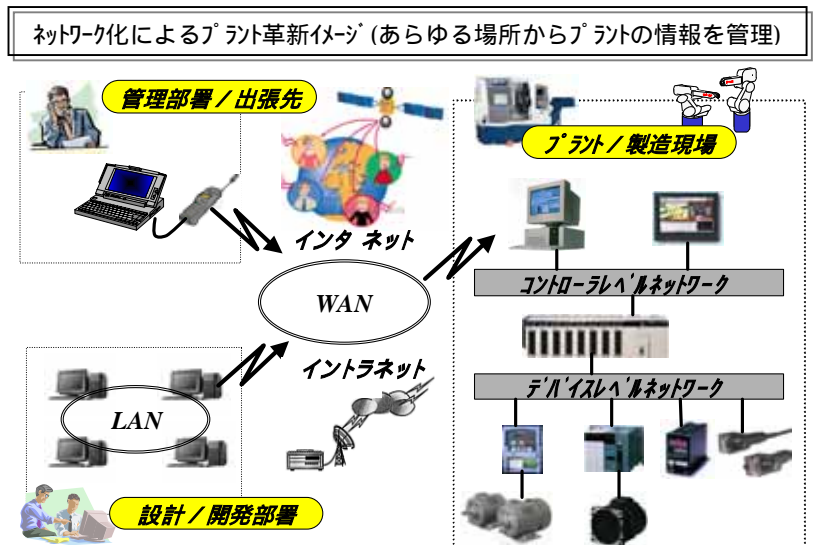 ﾈｯﾄﾜｰｸ化によるﾌﾟﾗﾝﾄ革新ｲﾒｰｼﾞ(あらゆる場所からﾌﾟﾗﾝﾄの情報を管理)
管理部署 / 出張先
ﾌﾟﾗﾝﾄ / 製造現場
インタ ネット
WAN
コントローラレベルネットワーク
イントラネット
デバイスレベルネットワーク
LAN
設計 / 開発部署